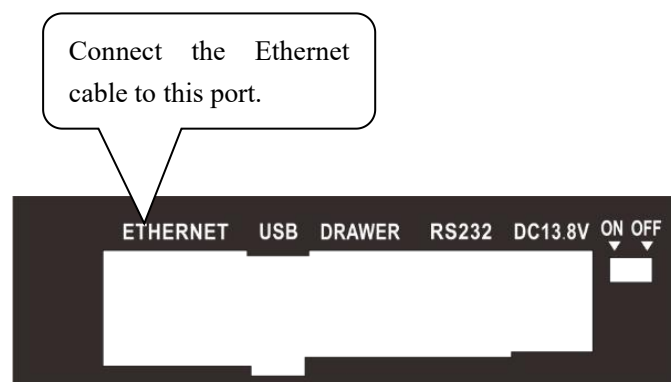 Connect the Ethernet
cable to this port.
ETHERNET USB DRAWER RS232 DC13.8V ON OFF